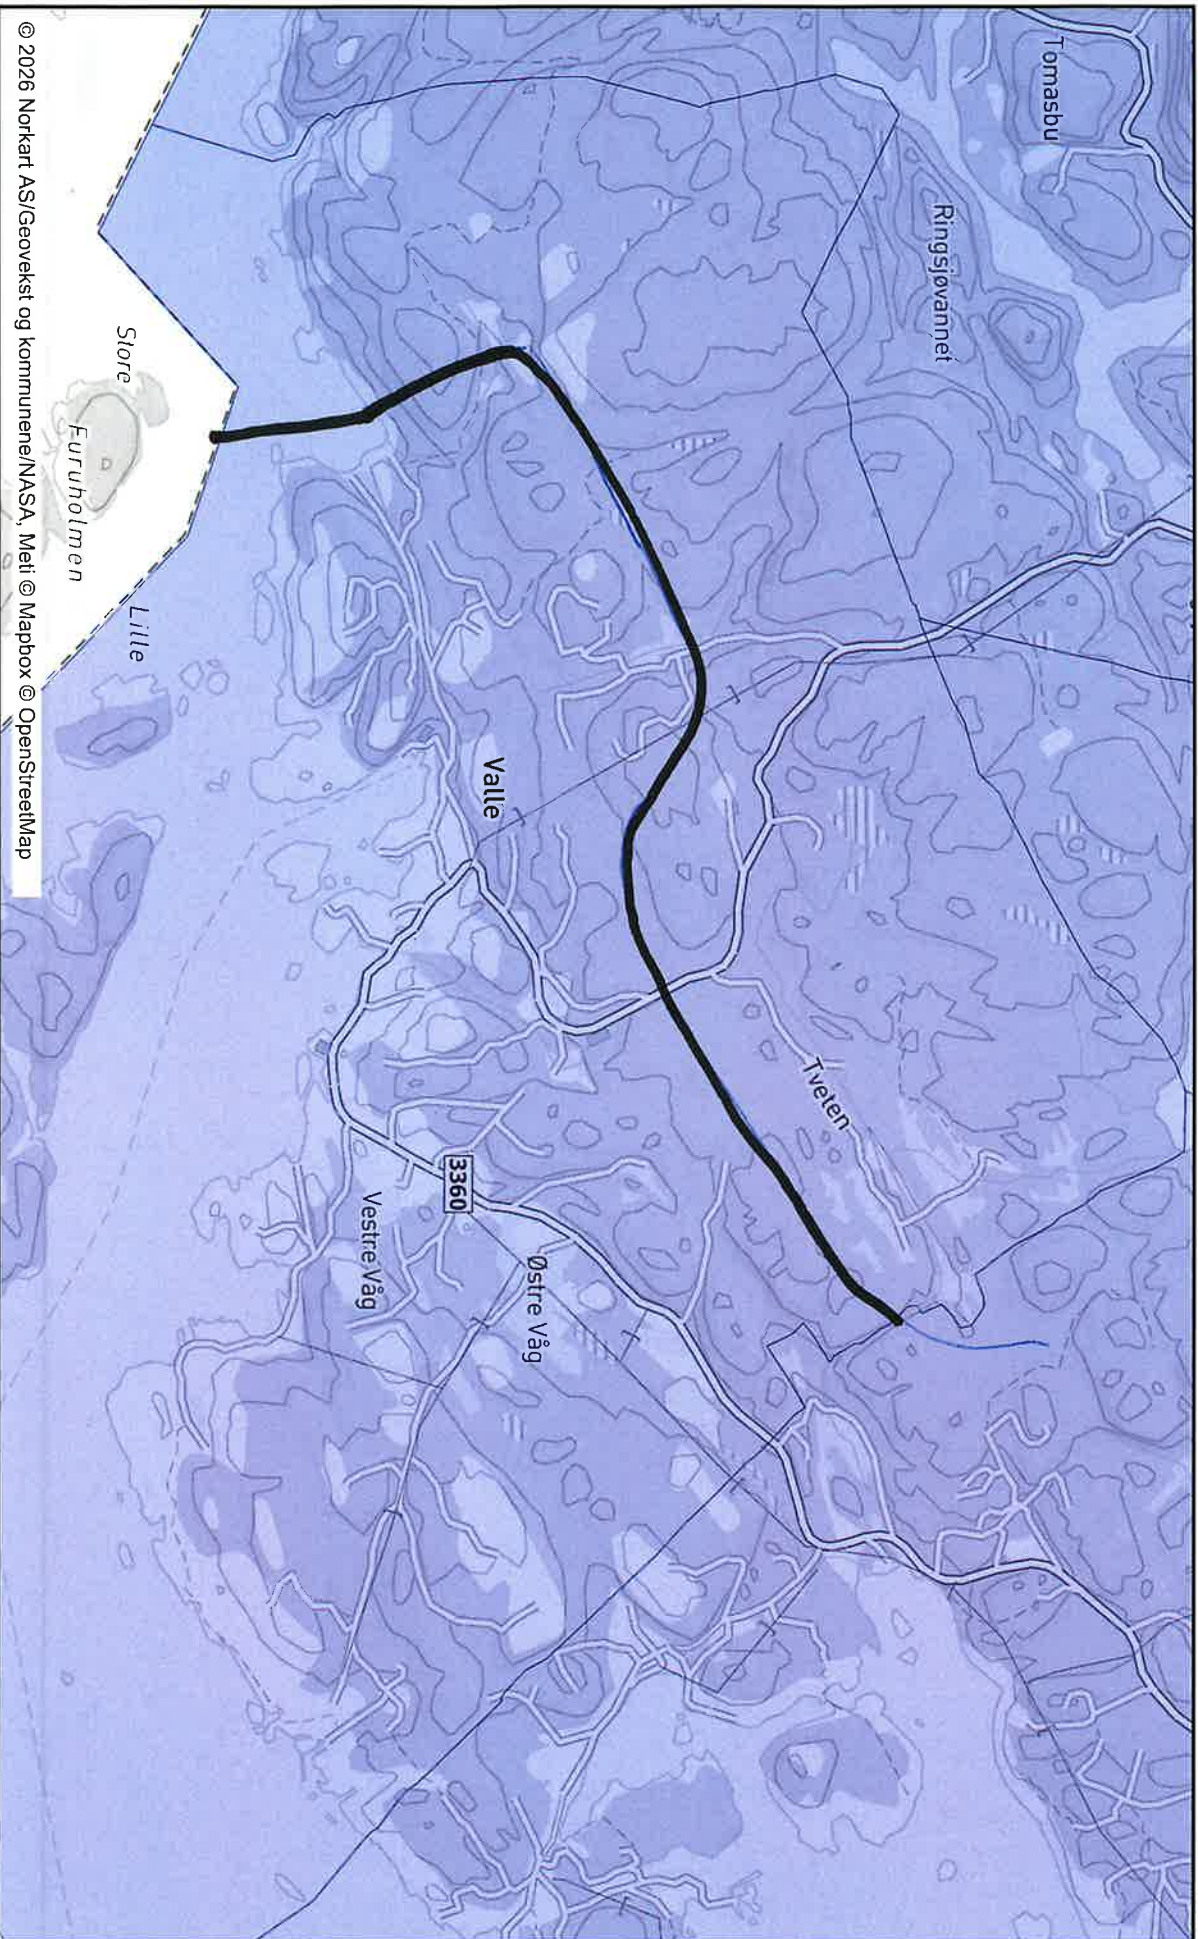 Tomasbu
Ringsjøvannet
Store
Furuholmen
Lille
Valle
Tveten
3360
Vestre Våg
Østre Våg
© 2026 Norkart AS/Geovekst og kommunene/NASA, Meti © Mapbox © OpenStreetMap